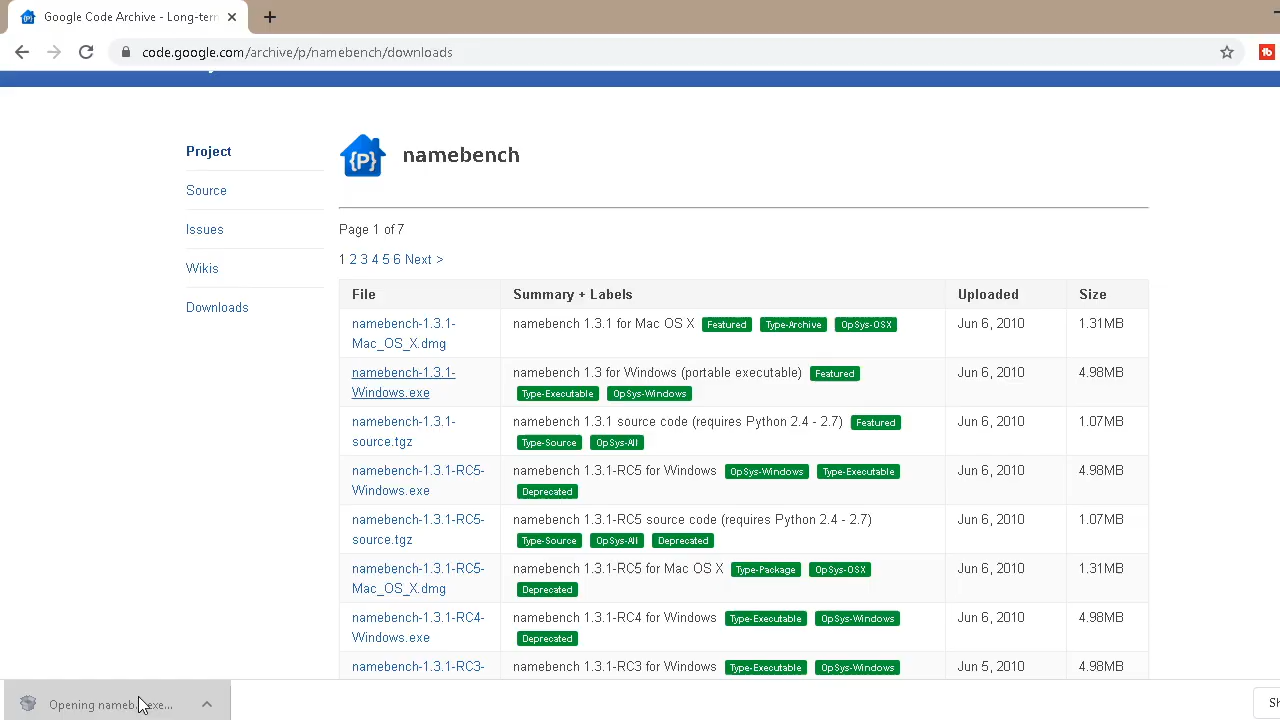 Google Code Archive - Long-term
code.google.com/archive/p/namebench/downloads
Project
Source
Issues
Wikis
Downloads
{P}
namebench
Page 1 of 7
1 2 3 4 5 6 Next >
File Summary + Labels Uploaded Size
namebench-1.3.1-
Mac_OS_X.dmg
namebench 1.3.1 for Mac OS X Featured Type-Archive OpSys-OSX
Jun 6, 2010
1.31MB
namebench-1.3.1-
Windows.exe
namebench 1.3 for Windows (portable executable) Featured
Type-Executable OpSys-Windows
Jun 6, 2010
4.98MB
namebench-1.3.1-
source.tgz
namebench 1.3.1 source code (requires Python 2.4 - 2.7) Featured
Type-Source OpSys-All
Jun 6, 2010
1.07MB
namebench-1.3.1-RC5-
Windows.exe
namebench 1.3.1-RC5 for Windows OpSys-Windows Type-Executable
Deprecated
Jun 6, 2010
4.98MB
namebench-1.3.1-RC5-
source.tgz
namebench 1.3.1-RC5 source code (requires Python 2.4 - 2.7)
Type-Source OpSys-All Deprecated
Jun 6, 2010
1.07MB
namebench-1.3.1-RC5-
Mac_OS_X.dmg
namebench 1.3.1-RC5 for Mac OS X Type-Package OpSys-OSX
Deprecated
Jun 6, 2010
1.31MB
namebench-1.3.1-RC4-
Windows.exe
namebench 1.3.1-RC4 for Windows Type-Executable OpSys-Windows
Deprecated
Jun 6, 2010
4.98MB
namebench-1.3.1-RC3-
namebench 1.3.1-RC3 for Windows Type-Executable OpSys-Windows
Jun 5, 2010
4.98MB
Opening